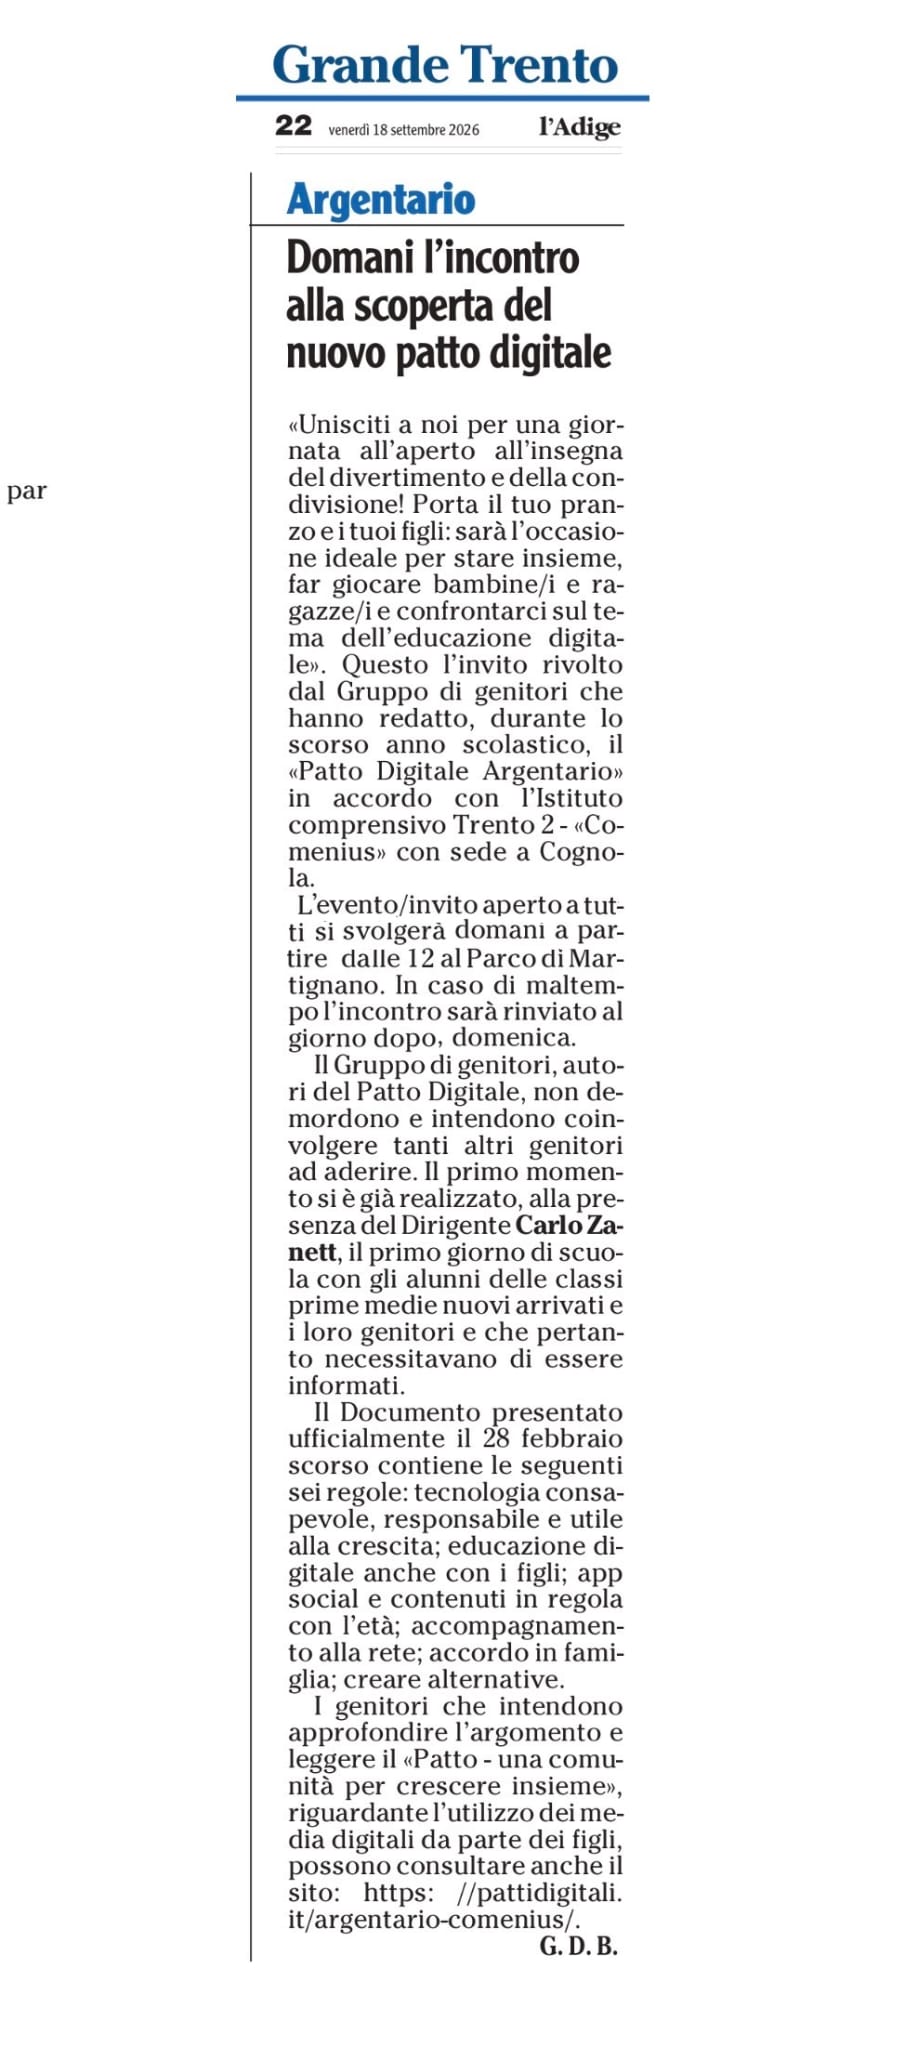 Grande Trento
22 venerdì 18 settembre 2026 l'Adige
Argentario
Domani l'incontro
alla scoperta del
nuovo patto digitale
«Unisciti a noi per una gior-
nata all'aperto all'insegna
del divertimento e della con-
divisione! Porta il tuo pran-
zo e i tuoi figli: sarà l'occasio-
ne ideale per stare insieme,
par
far giocare bambine/i e ra-
gazze/i e confrontarci sul te-
ma dell'educazione digita-
le». Questo l'invito rivolto
dal Gruppo di genitori che
hanno redatto, durante lo
scorso anno scolastico, il
«Patto Digitale Argentario»
in accordo con l'Istituto
comprensivo Trento 2 - «Co-
menius» con sede a Cogno-
la.
L'evento/invito aperto a tut-
ti si svolgerà domani a par-
tire dalle 12 al Parco di Mar-
tignano. In caso di maltem-
po l'incontro sarà rinviato al
giorno dopo, domenica.
Il Gruppo di genitori, auto-
ri del Patto Digitale, non de-
mordono e intendono coin-
volgere tanti altri genitori
ad aderire. Il primo momen-
to si è già realizzato, alla pre-
senza del Dirigente Carlo Za-
nett, il primo giorno di scuo-
la con gli alunni delle classi
prime medie nuovi arrivati e
i loro genitori e che pertan-
to necessitavano di essere
informati.
Il Documento presentato
ufficialmente il 28 febbraio
scorso contiene le seguenti
sei regole: tecnologia consa-
pevole, responsabile e utile
alla crescita; educazione di-
gitale anche con i figli; app
social e contenuti in regola
con l'età; accompagnamen-
to alla rete; accordo in fami-
glia; creare alternative.
I genitori che intendono
approfondire l'argomento e
leggere il «Patto - una comu-
nità per crescere insieme»,
riguardante l'utilizzo dei me-
dia digitali da parte dei figli,
possono consultare anche il
sito: https: //pattidigitali.
it/argentario-comenius/.
G. D. B.